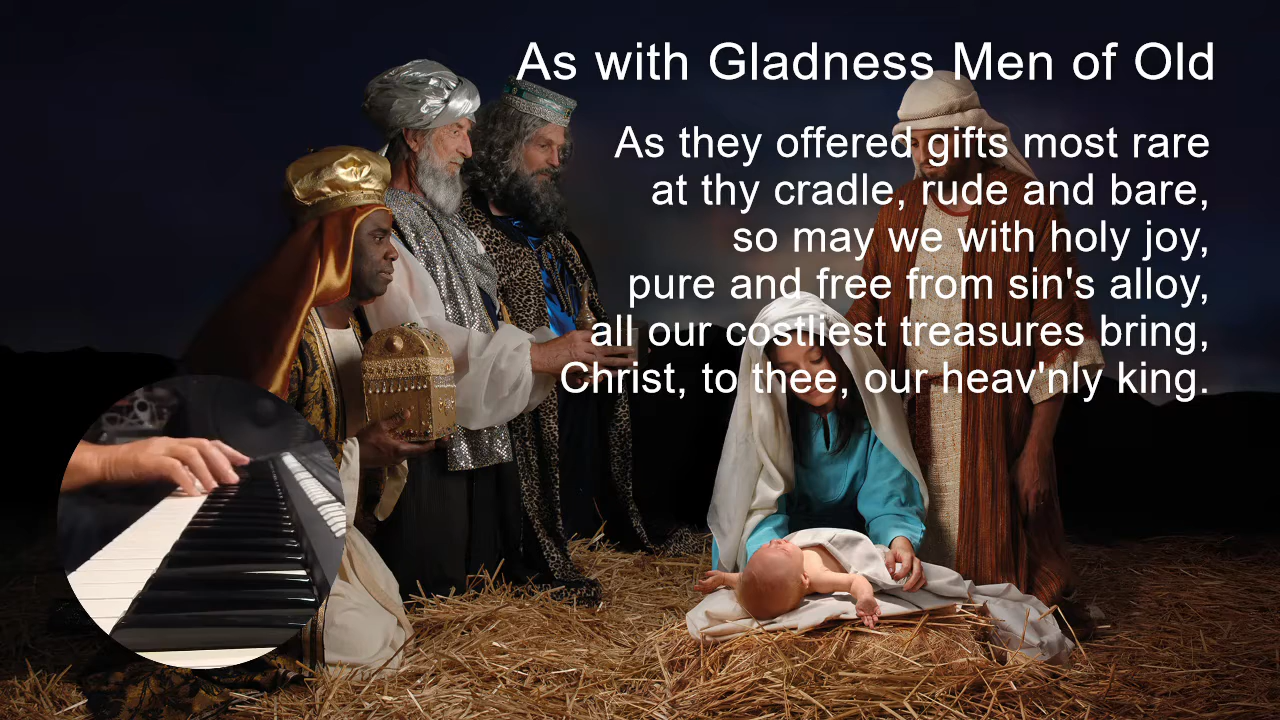 As with Gladness Men of Old
As they offered gifts most rare
at thy cradle, rude and bare,
so may we with holy joy,
pure and free from sin's alloy,
all our costliest treasures bring,
Christ, to thee, our heav'nly king.